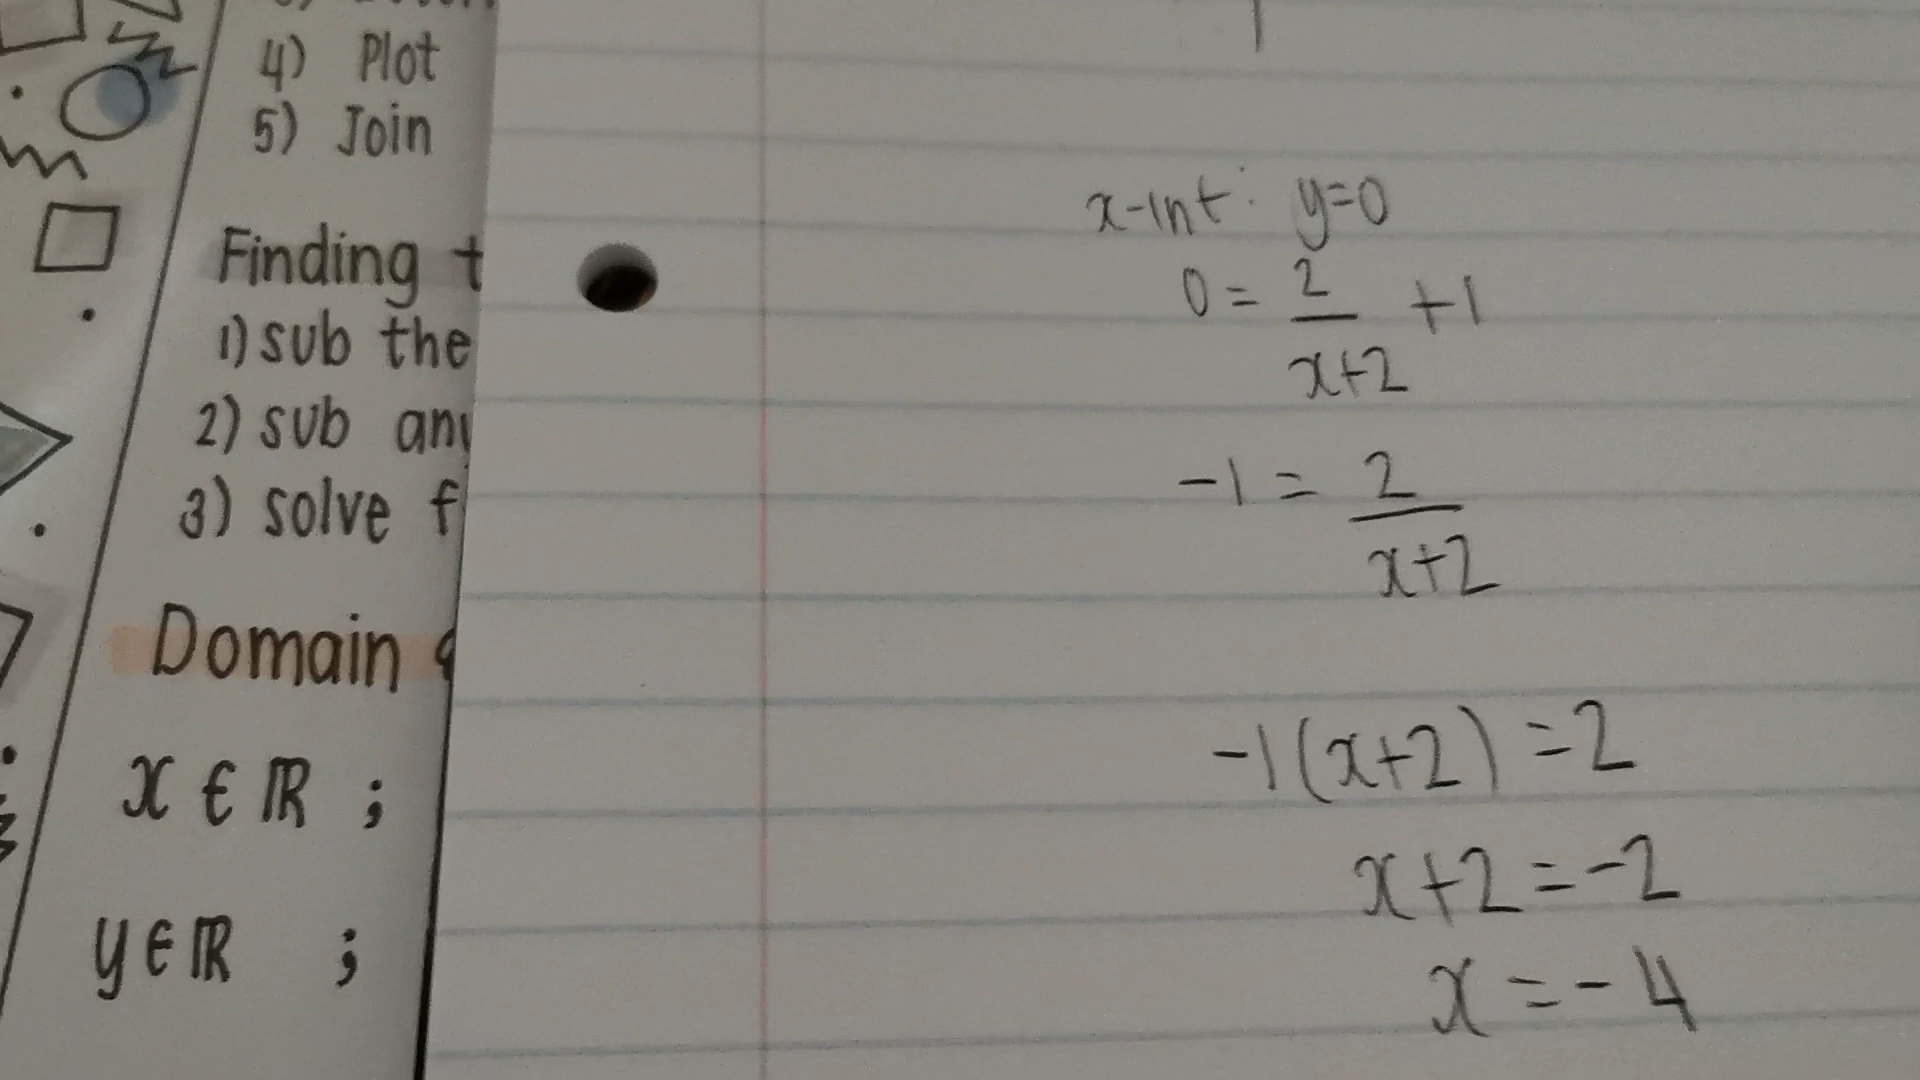 4) Plot
5) Join
Finding t
1) sub the
2) sub any
3) solve f
Domain
x ∈ ℝ ;
y ∈ ℝ ;
x-int: y=0
0 = 2/(x+2) + 1
-1 = 2/(x+2)
-1(x+2) = 2
x+2 = -2
x = -4